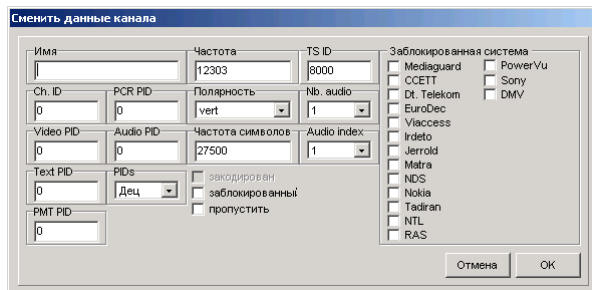 Сменить данные канала
Имя
Частота
TS ID
Заблокированная система
12303
8000
Mediaguard
PowerVu
CCETT
Sony
Ch. ID
PCR PID
Полярность
Nb. audio
Dt. Telekom
DMV
0
0
vert
1
EuroDec
Viaccess
Video PID
Audio PID
Частота символов
Audio index
Irdeto
0
0
27500
1
Jerrold
Matra
Text PID
PIDs
закодирован
NDS
0
Дец
заблокированный
Nokia
пропустить
Tadiran
PMT PID
NTL
0
RAS
Отмена
OK